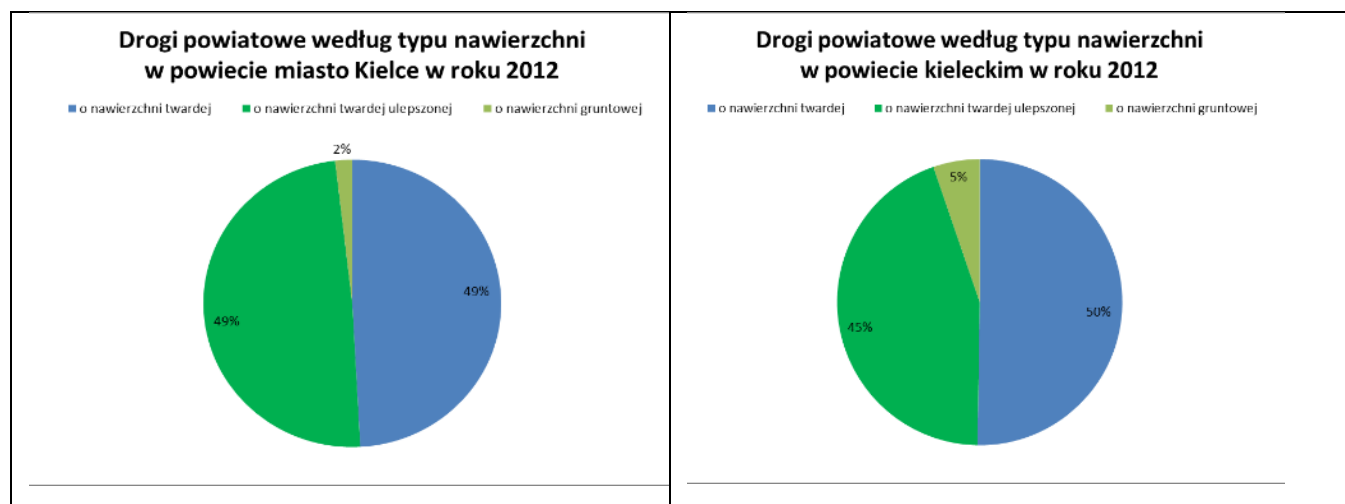 Drogi powiatowe według typu nawierzchni
w powiecie miasto Kielce w roku 2012
o nawierzchni twardej o nawierzchni twardej ulepszonej o nawierzchni gruntowej
2%
49%
49%
Drogi powiatowe według typu nawierzchni
w powiecie kieleckim w roku 2012
o nawierzchni twardej o nawierzchni twardej ulepszonej o nawierzchni gruntowej
5%
50%
45%